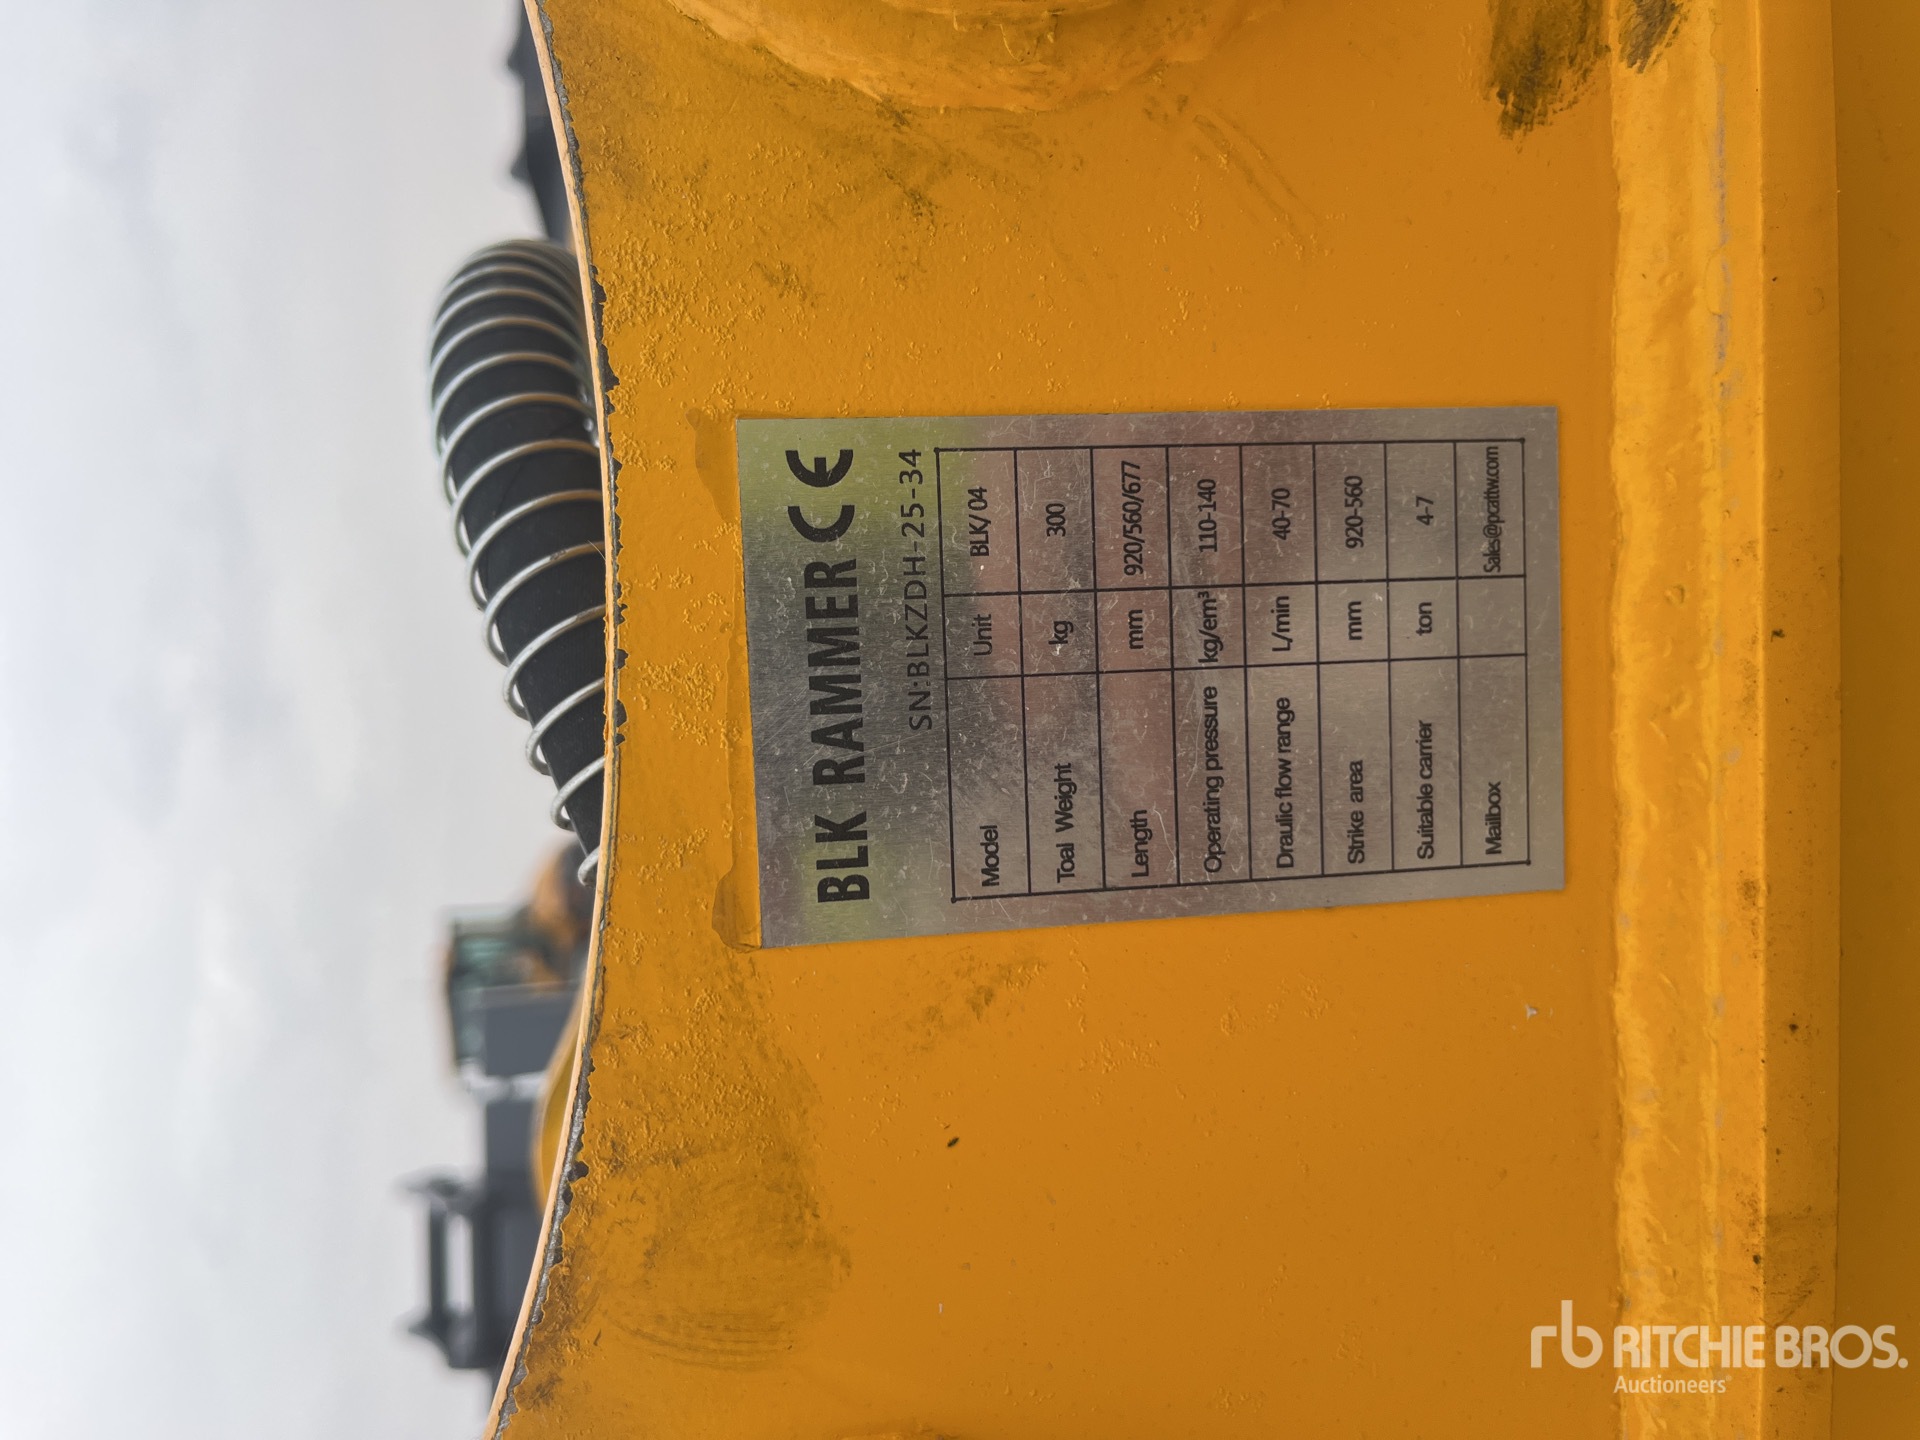 BLK RAMMER CE
SN:BLKZDH-25-34
Model Unit BLK/04
Toal Weight kg 300
Length mm 920/560/677
Operating pressure kg/em³ 110-140
Draulic flow range L/min 40-70
Strike area mm 920-560
Suitable carrier ton 4-7
Mailbox Sales@pcattw.com
rb RITCHIE BROS.
Auctioneers